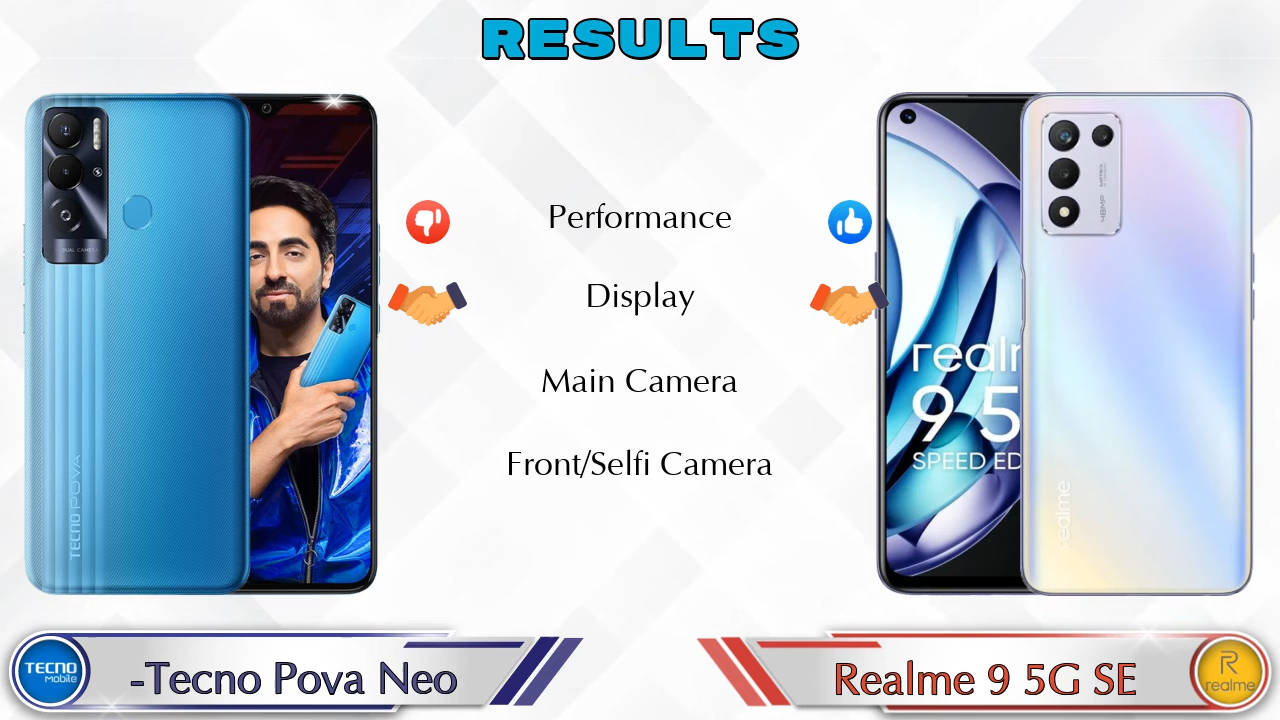 RESULTS
DUAL CAMERA
TECNO POVA
Performance
Display
Main Camera
Front/Selfi Camera
realm
9 5
SPEED ED
48MP
realme
TECNO
mobile
-Tecno Pova Neo
Realme 9 5G SE
R
realme